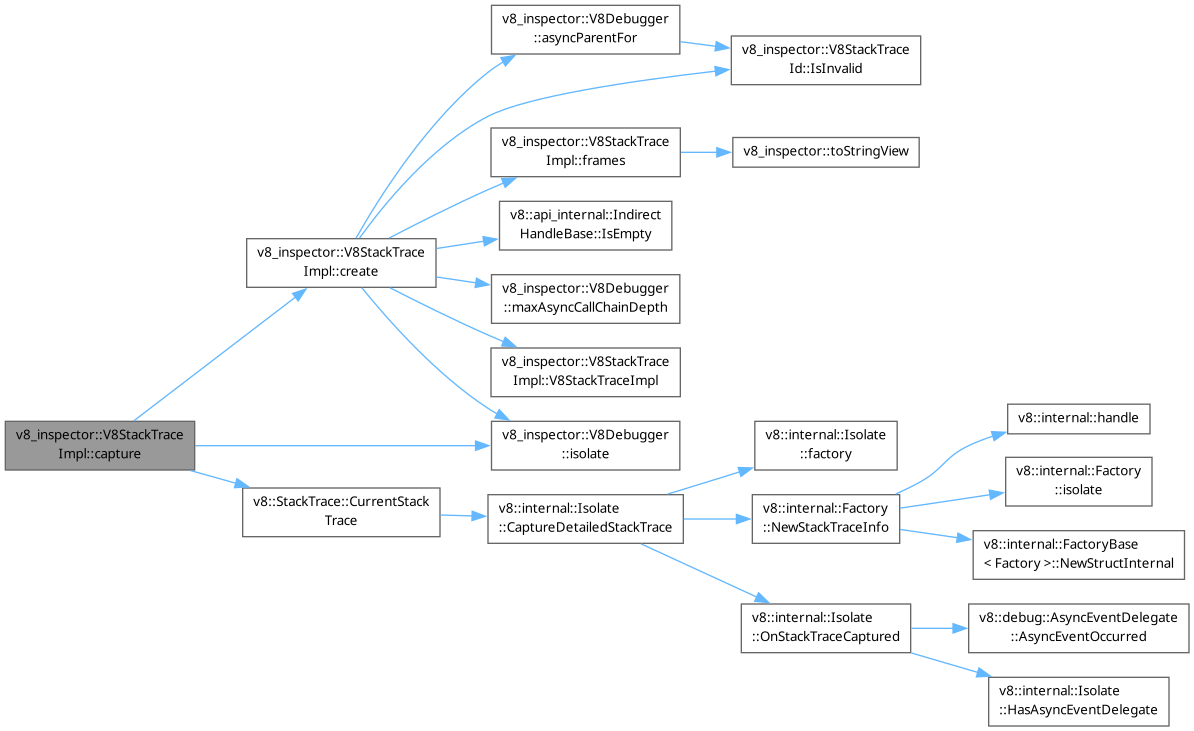 v8_inspector::V8Debugger
::asyncParentFor
v8_inspector::V8StackTrace
Id::IsInvalid
v8_inspector::V8StackTrace
Impl::frames
v8_inspector::toStringView
v8::api_internal::Indirect
HandleBase::IsEmpty
v8_inspector::V8StackTrace
Impl::create
v8_inspector::V8Debugger
::maxAsyncCallChainDepth
v8_inspector::V8StackTrace
Impl::V8StackTraceImpl
v8_inspector::V8StackTrace
Impl::capture
v8_inspector::V8Debugger
::isolate
v8::StackTrace::CurrentStack
Trace
v8::internal::Isolate
::CaptureDetailedStackTrace
v8::internal::Isolate
::factory
v8::internal::Factory
::NewStackTraceInfo
v8::internal::handle
v8::internal::Factory
::isolate
v8::internal::FactoryBase
< Factory >::NewStructInternal
v8::internal::Isolate
::OnStackTraceCaptured
v8::debug::AsyncEventDelegate
::AsyncEventOccurred
v8::internal::Isolate
::HasAsyncEventDelegate